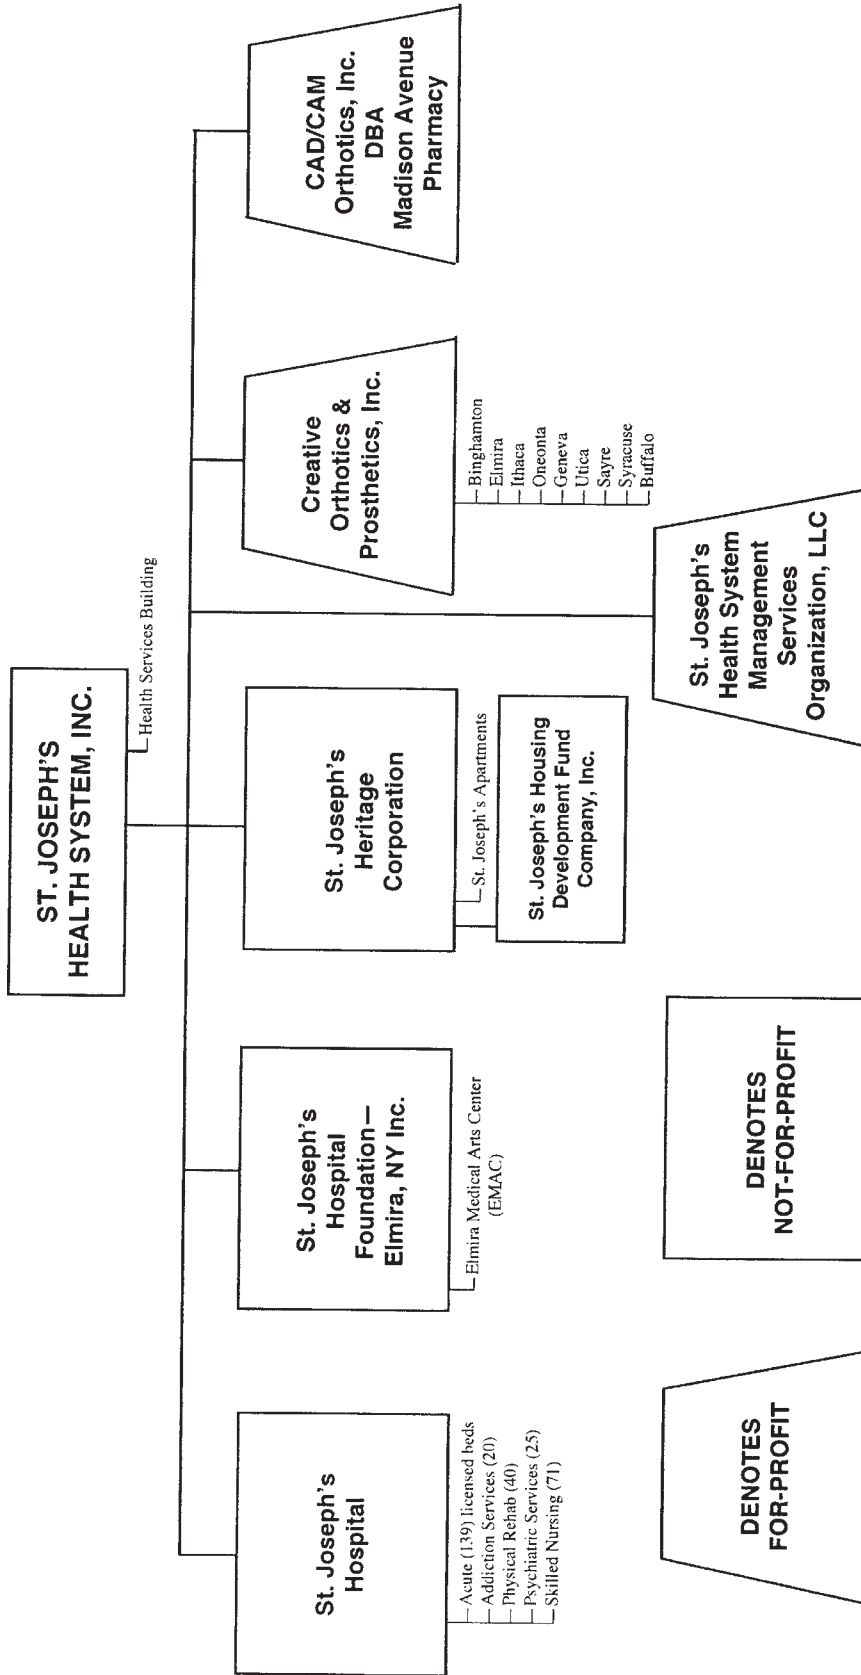 ST. JOSEPH'S
HEALTH SYSTEM, INC.
Health Services Building
St. Joseph's
Hospital
Acute (139) licensed beds
Addiction Services (20)
Physical Rehab (40)
Psychiatric Services (25)
Skilled Nursing (71)
St. Joseph's
Hospital
Foundation—
Elmira, NY Inc.
Elmira Medical Arts Center
(EMAC)
St. Joseph's
Heritage
Corporation
St. Joseph's Apartments
St. Joseph's Housing
Development Fund
Company, Inc.
Creative
Orthotics &
Prosthetics, Inc.
Binghamton
Elmira
Ithaca
Oneonta
Geneva
Utica
Sayre
Syracuse
Buffalo
CAD/CAM
Orthotics, Inc.
DBA
Madison Avenue
Pharmacy
St. Joseph's
Health System
Management
Services
Organization, LLC
DENOTES
FOR-PROFIT
DENOTES
NOT-FOR-PROFIT